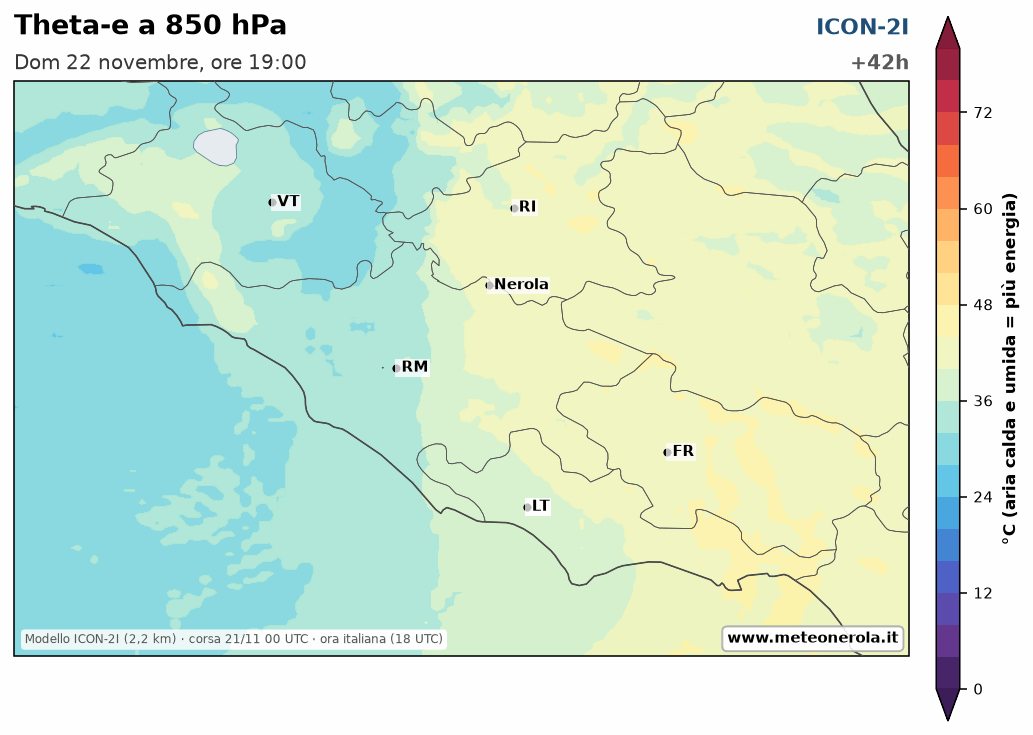 Theta-e a 850 hPa
ICON-2I
Dom 22 novembre, ore 19:00
+42h
VT
RI
Nerola
RM
FR
LT
Modello ICON-2I (2,2 km) · corsa 21/11 00 UTC · ora italiana (18 UTC)
www.meteonerola.it
72
60
48
36
24
12
0
°C (aria calda e umida = più energia)